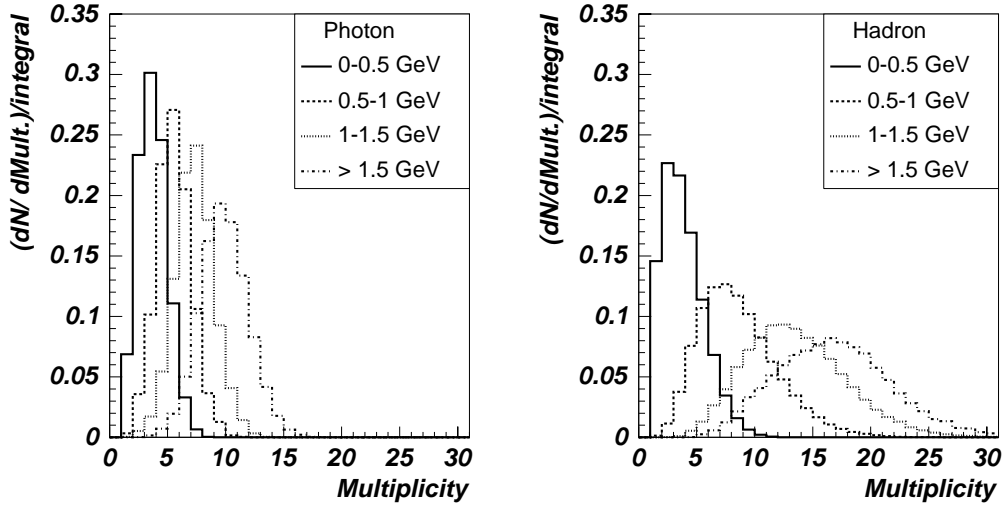 (dN/ dMult.)/integral
0.35
0.3
0.25
0.2
0.15
0.1
0.05
0
Photon
0-0.5 GeV
0.5-1 GeV
1-1.5 GeV
> 1.5 GeV
0 5 10 15 20 25 30
Multiplicity
(dN/dMult.)/integral
0.35
0.3
0.25
0.2
0.15
0.1
0.05
0
Hadron
0-0.5 GeV
0.5-1 GeV
1-1.5 GeV
> 1.5 GeV
0 5 10 15 20 25 30
Multiplicity